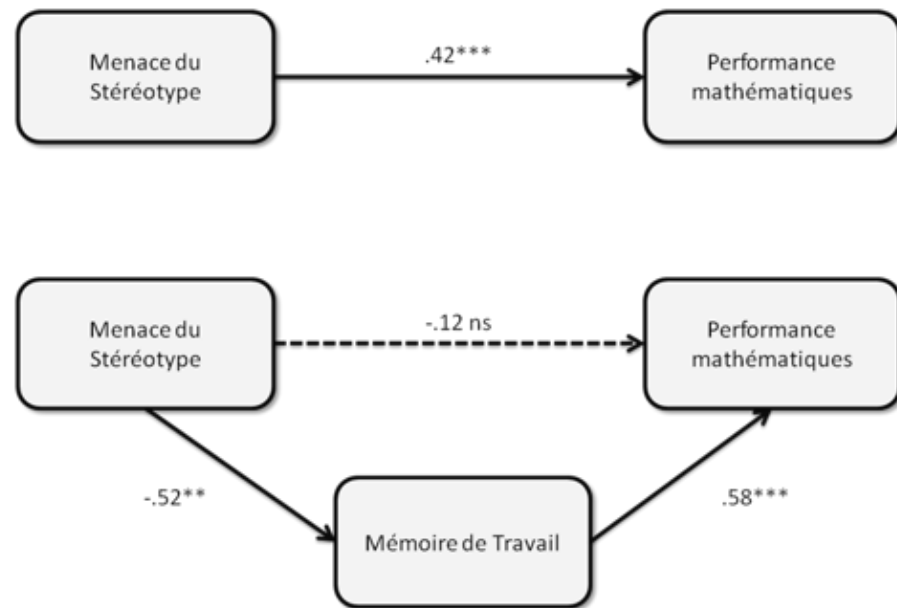 Menace du
Stéréotype
.42***
Performance
mathématiques
Menace du
Stéréotype
-.12 ns
Performance
mathématiques
-.52**
Mémoire de Travail
.58***